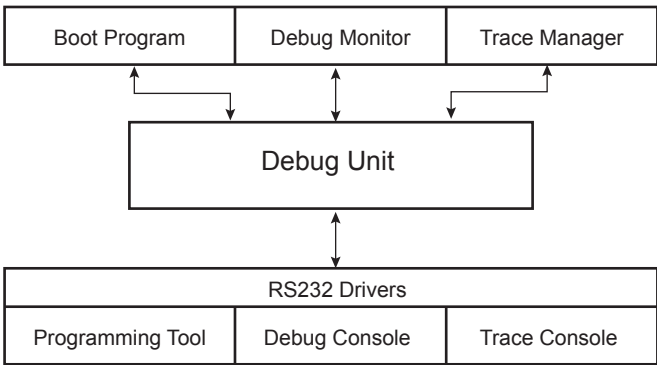 Boot Program
Debug Monitor
Trace Manager
Debug Unit
RS232 Drivers
Programming Tool
Debug Console
Trace Console